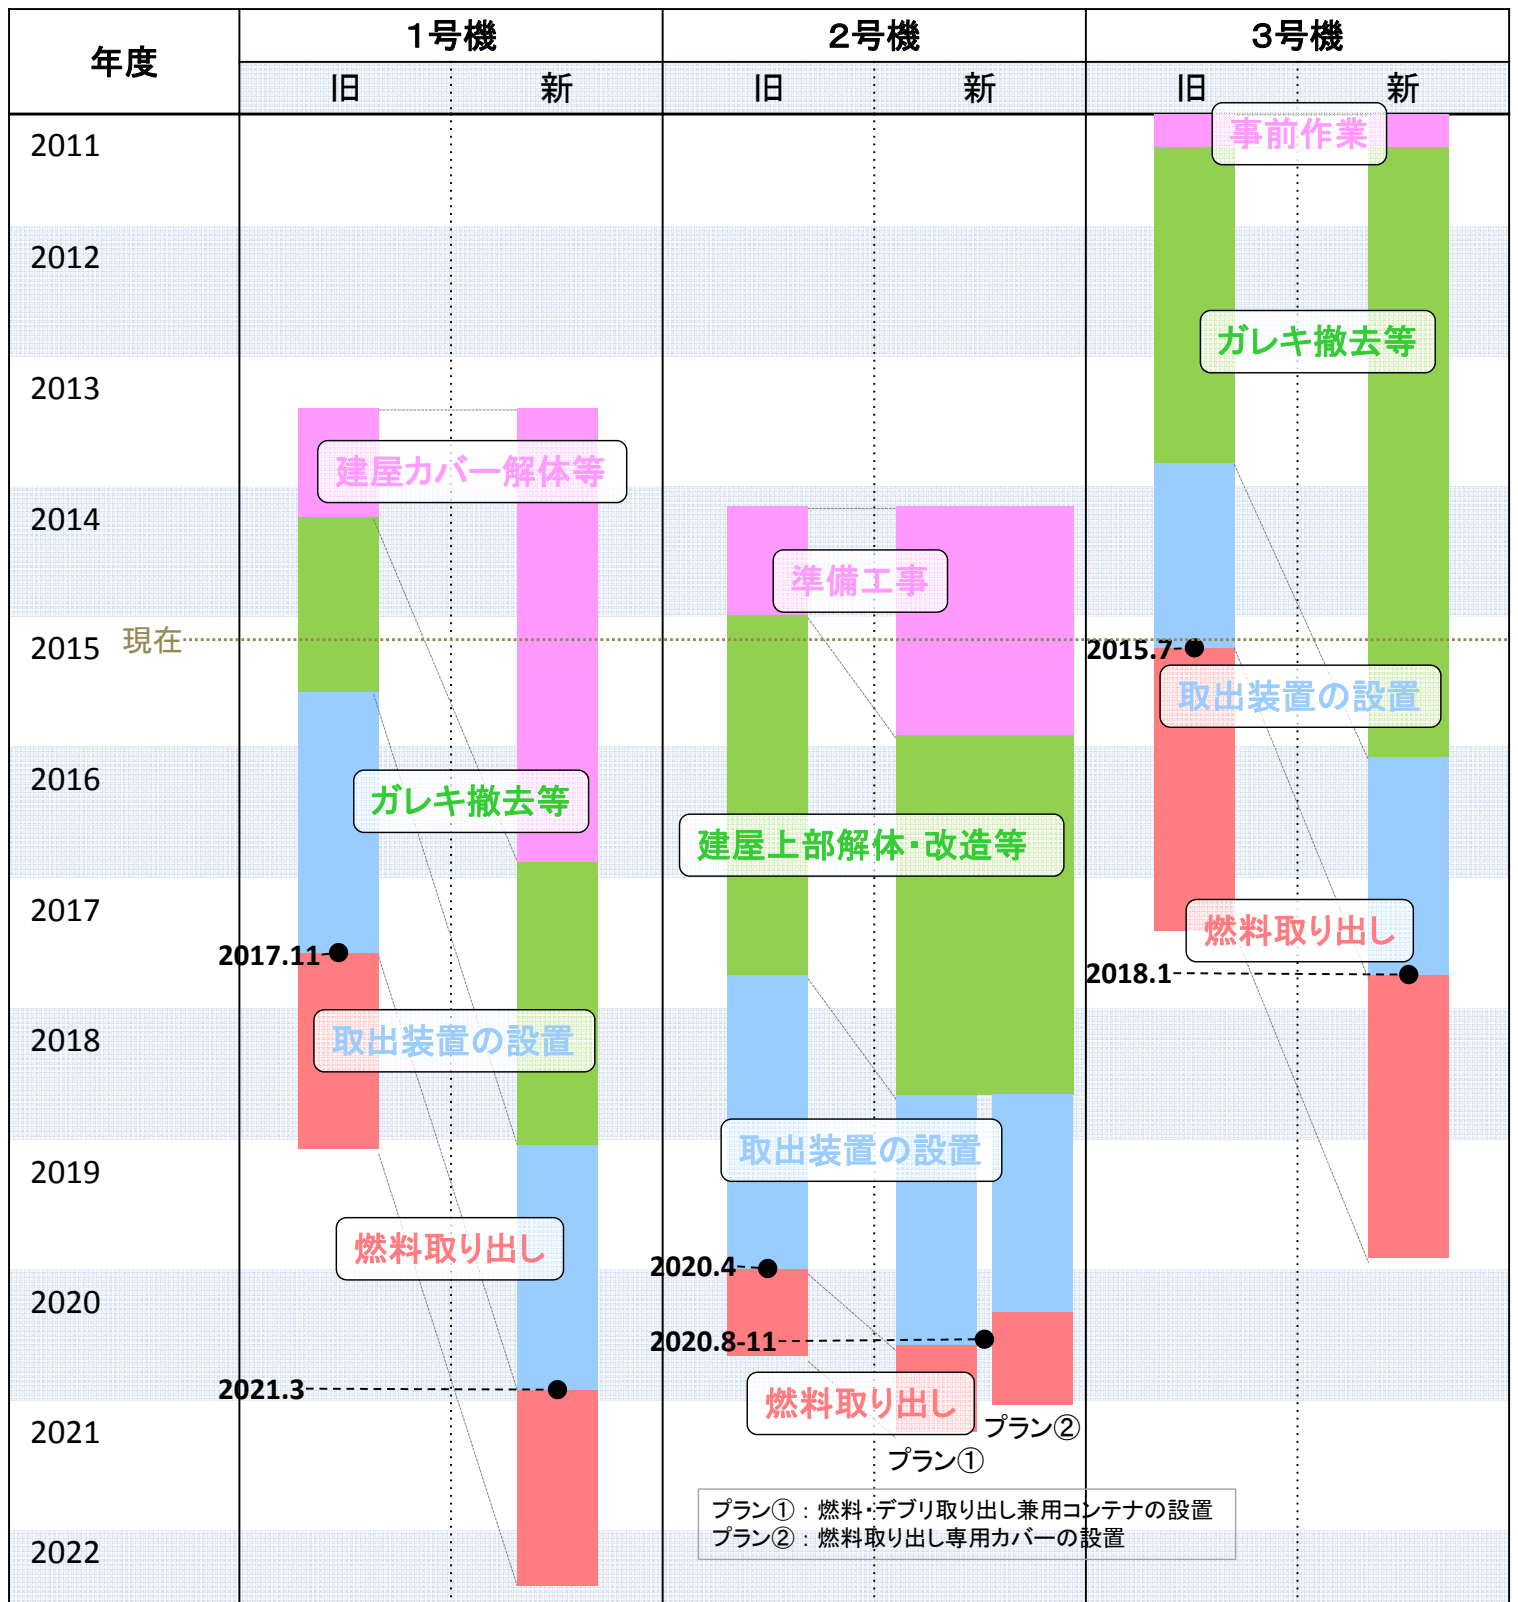 年度
1号機
2号機
3号機
旧
新
旧
新
旧
新
2011
事前作業
2012
ガレキ撤去等
2013
建屋カバー解体等
2014
準備工事
現在
2015
2015.7
取出装置の設置
2016
ガレキ撤去等
建屋上部解体・改造等
2017
燃料取り出し
2017.11
2018.1
2018
取出装置の設置
取出装置の設置
2019
燃料取り出し
2020.4
2020
2020.8-11
2021.3
燃料取り出し
2021
プラン②
プラン①
プラン①：燃料・デブリ取り出し兼用コンテナの設置
プラン②：燃料取り出し専用カバーの設置
2022